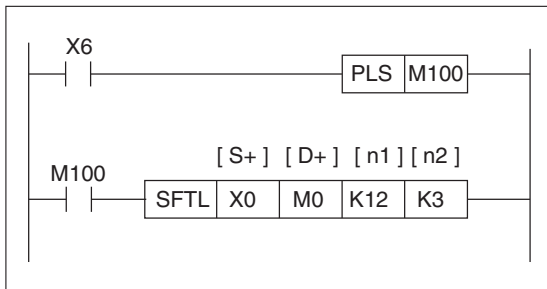 X6
PLS M100
[ S+ ] [ D+ ] [ n1 ] [ n2 ]
M100
SFTL X0 M0 K12 K3